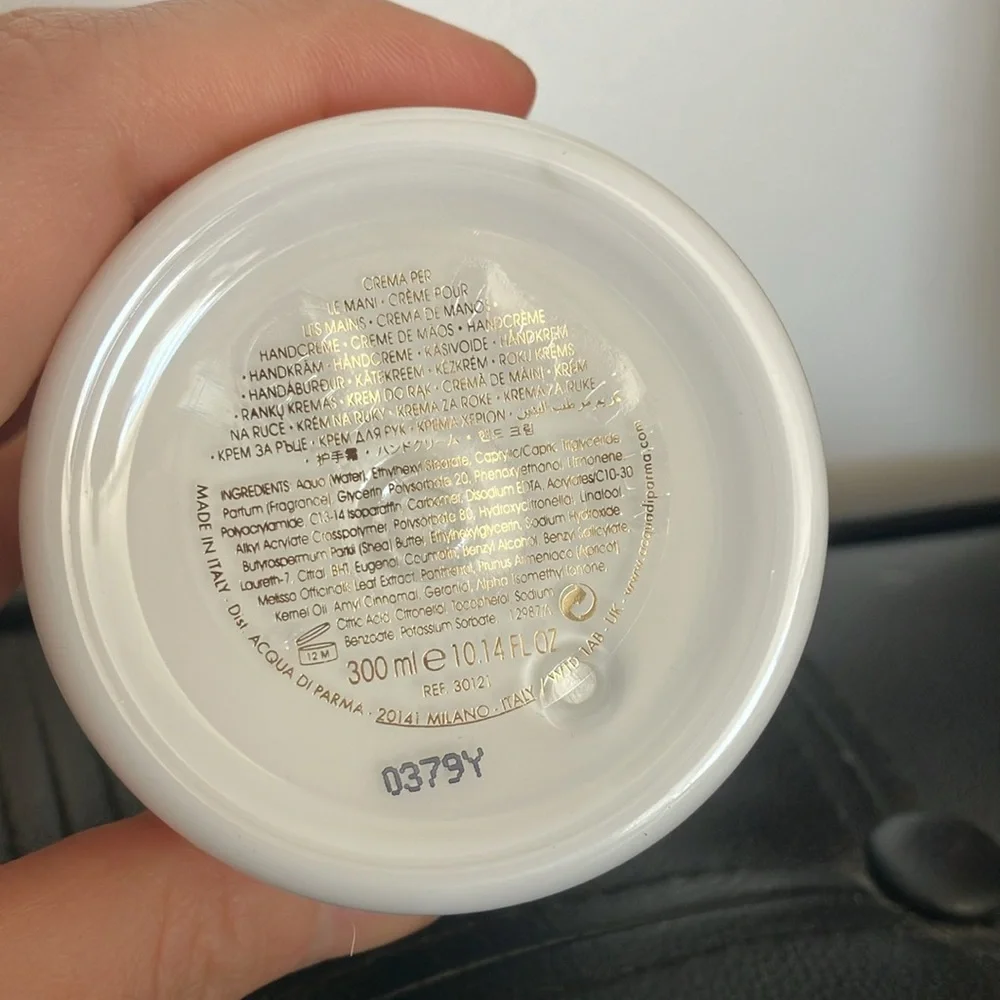 CREMA PER
LE MANI • CRÈME POUR
LES MAINS • CREMA DE MANOS •
HANDCRÈME • CREME DE MÃOS • HANDCRÈME
• HANDKRÄM • HÅNDCREME • KÄSIVOIDE • HÅNDKREM
• HANDÁBURÐUR • KÄTEKREEM • KÉZKRÉM • ROKU KRĒMS
• RANKŲ KREMAS • KREM DO RĄK • CREMĂ DE MÂINI • KRÉM
NA RUCE • KRÉM NA RUKY • KREMA ZA ROKE • KREMA ZA RUKE
• КРЕМ ЗА РЪЦЕ • КРЕМ ДЛЯ РУК • ΚΡΕΜΑ ΧΕΡΙΩΝ •
• 护手霜 • ハンドクリーム • 핸드 크림
INGREDIENTS: Aqua (Water), Ethylhexyl Stearate, Caprylic/Capric Triglyceride
Parfum (Fragrance), Glycerin, Polysorbate 20, Phenoxyethanol, Limonene,
Polyacrylamide, C13-14 Isoparaffin, Carbomer, Disodium EDTA, Acrylates/C10-30
Alkyl Acrylate Crosspolymer, Polysorbate 80, Hydroxycitronellal, Linalool,
Butyrospermum Parkii (Shea) Butter, Ethylhexylglycerin, Sodium Hydroxide,
Laureth-7, Citral, BHT, Eugenol, Coumarin, Benzyl Alcohol, Benzyl Salicylate,
Melissa Officinalis Leaf Extract, Panthenol, Prunus Armeniaca (Apricot)
Kernel Oil, Amyl Cinnamal, Geraniol, Alpha Isomethyl Ionone,
Citric Acid, Citronellol, Tocopherol, Sodium
Benzoate, Potassium Sorbate. 12987/A
12 M
300 ml e 10.14 FL OZ
REF. 30121
MADE IN ITALY • Dist. ACQUA DI PARMA • 20141 MILANO • ITALY / W1D 1AB • UK • www.acquadiparma.com
0379Y